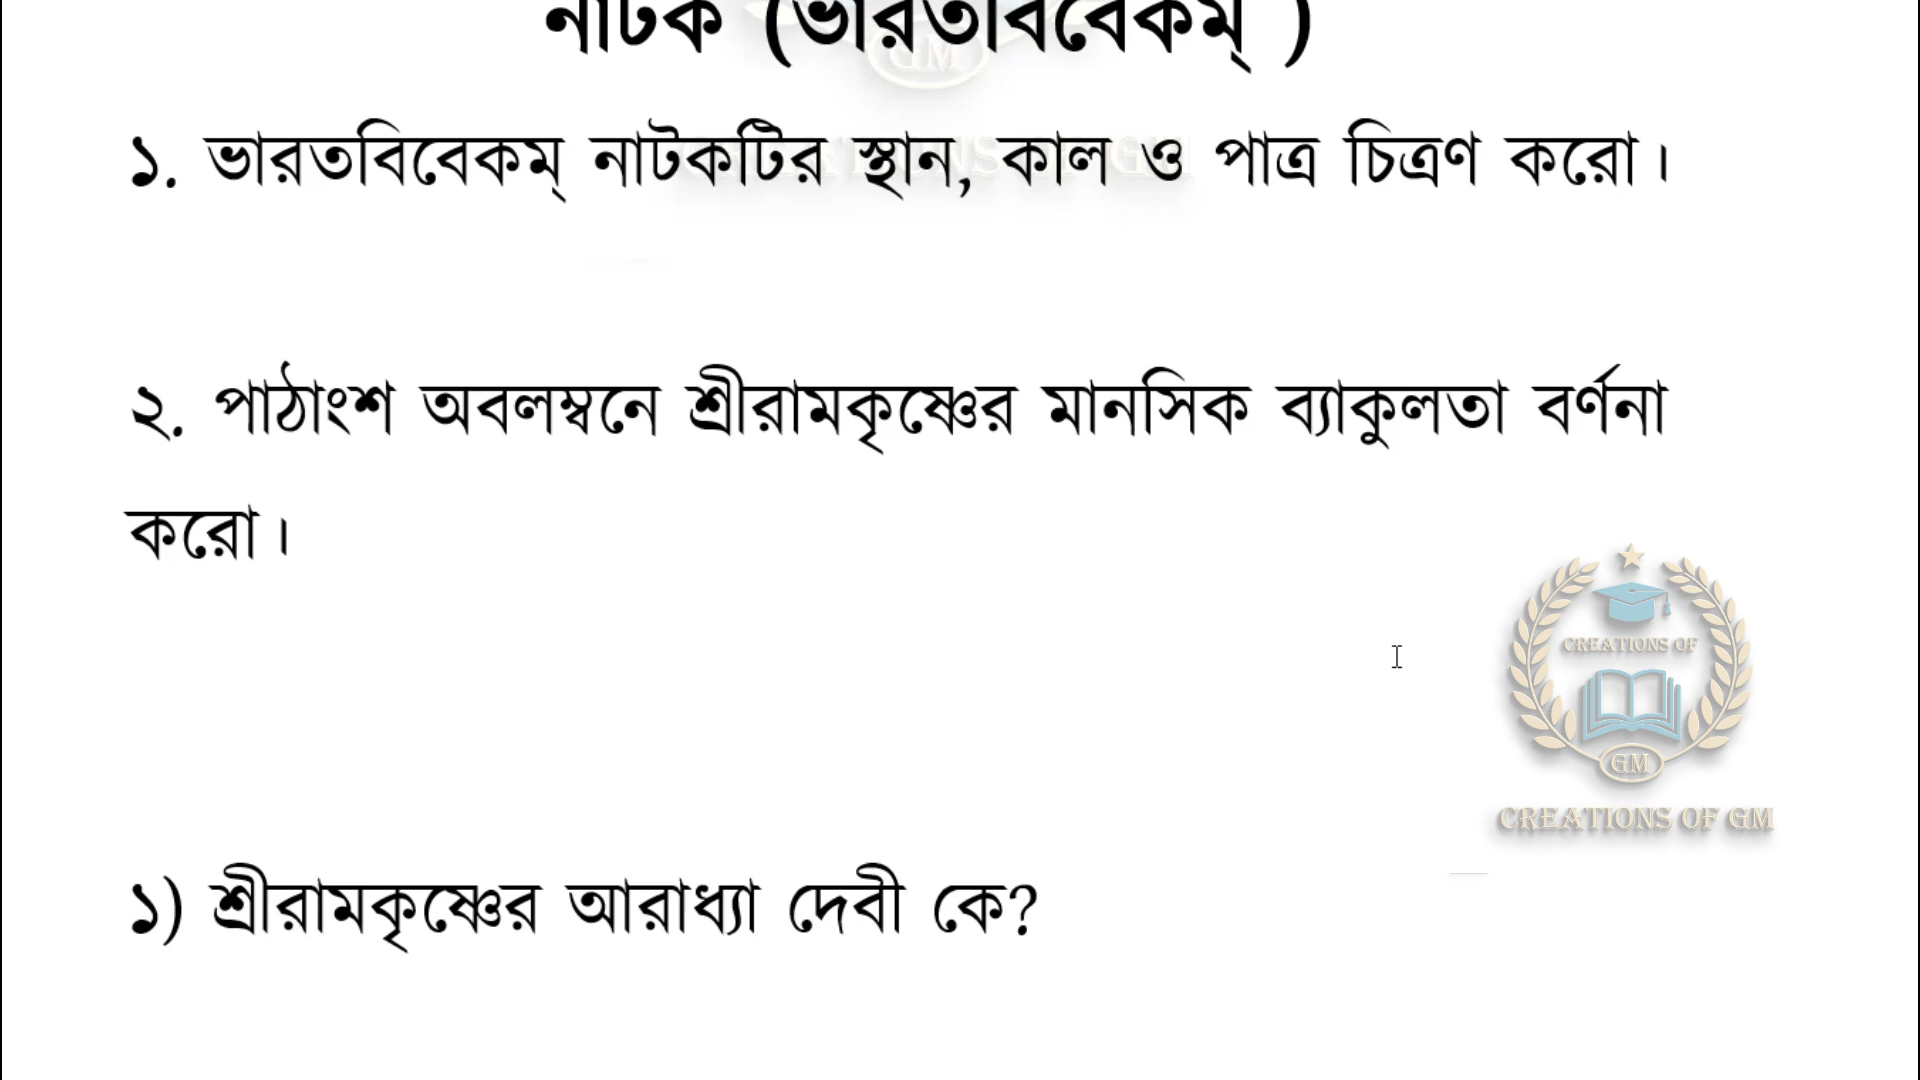 নাটক (ভারতবিবেকম্ )
১. ভারতবিবেকম্ নাটকটির স্থান, কাল ও পাত্র চিত্রণ করো।
২. পাঠাংশ অবলম্বনে শ্রীরামকৃষ্ণের মানসিক ব্যাকুলতা বর্ণনা
করো।
CREATIONS OF
GM
CREATIONS OF GM
১) শ্রীরামকৃষ্ণের আরাধ্যা দেবী কে?